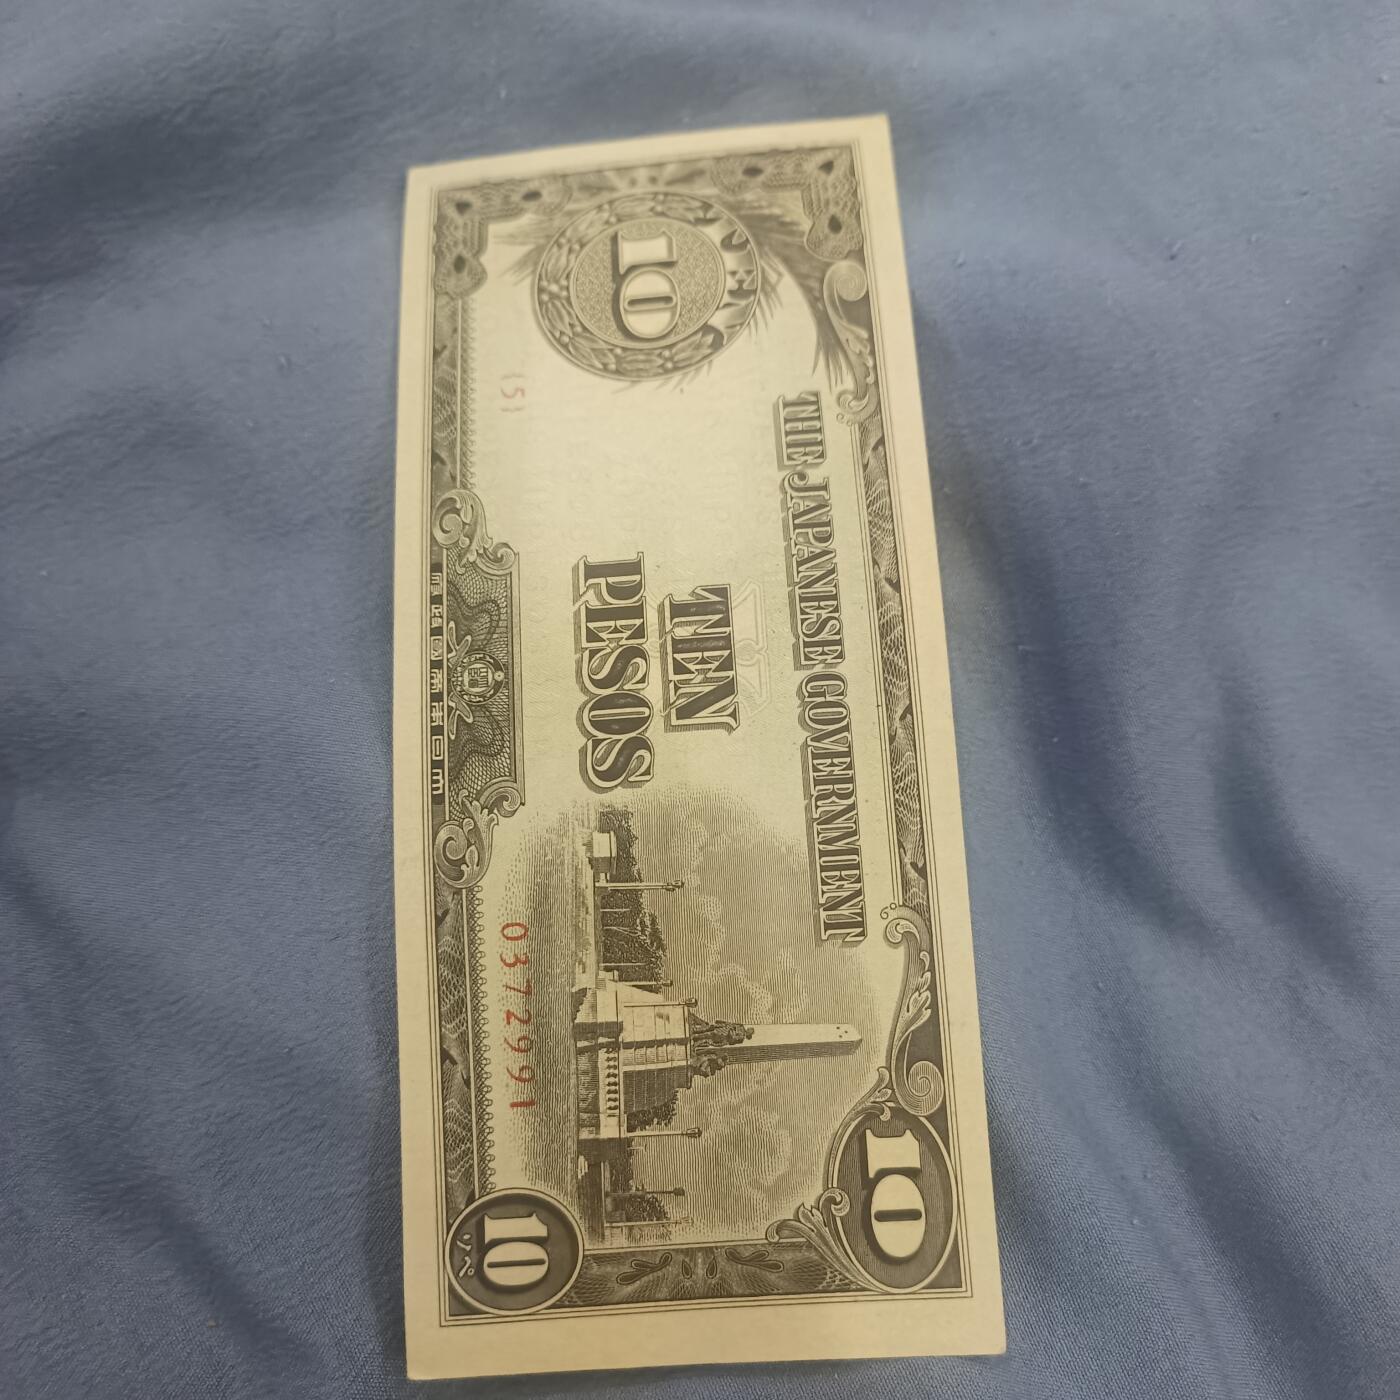 THE JAPANESE GOVERNMENT
10
10
TEN
PESOS
{5}
0372991
10